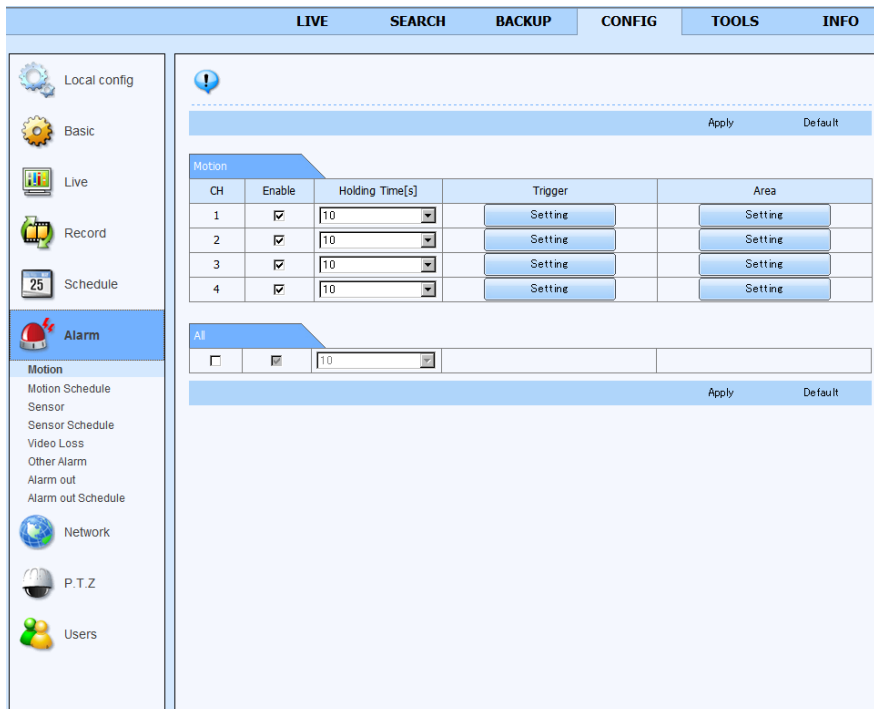 LIVE SEARCH BACKUP CONFIG TOOLS INFO
Local config
Basic
Live
Record
25
Schedule
Alarm
Motion
Motion Schedule
Sensor
Sensor Schedule
Video Loss
Other Alarm
Alarm out
Alarm out Schedule
Network
P.T.Z
Users
Apply Default
Motion
CH Enable Holding Time[s] Trigger Area
1 10 Setting Setting
2 10 Setting Setting
3 10 Setting Setting
4 10 Setting Setting
All
10
Apply Default